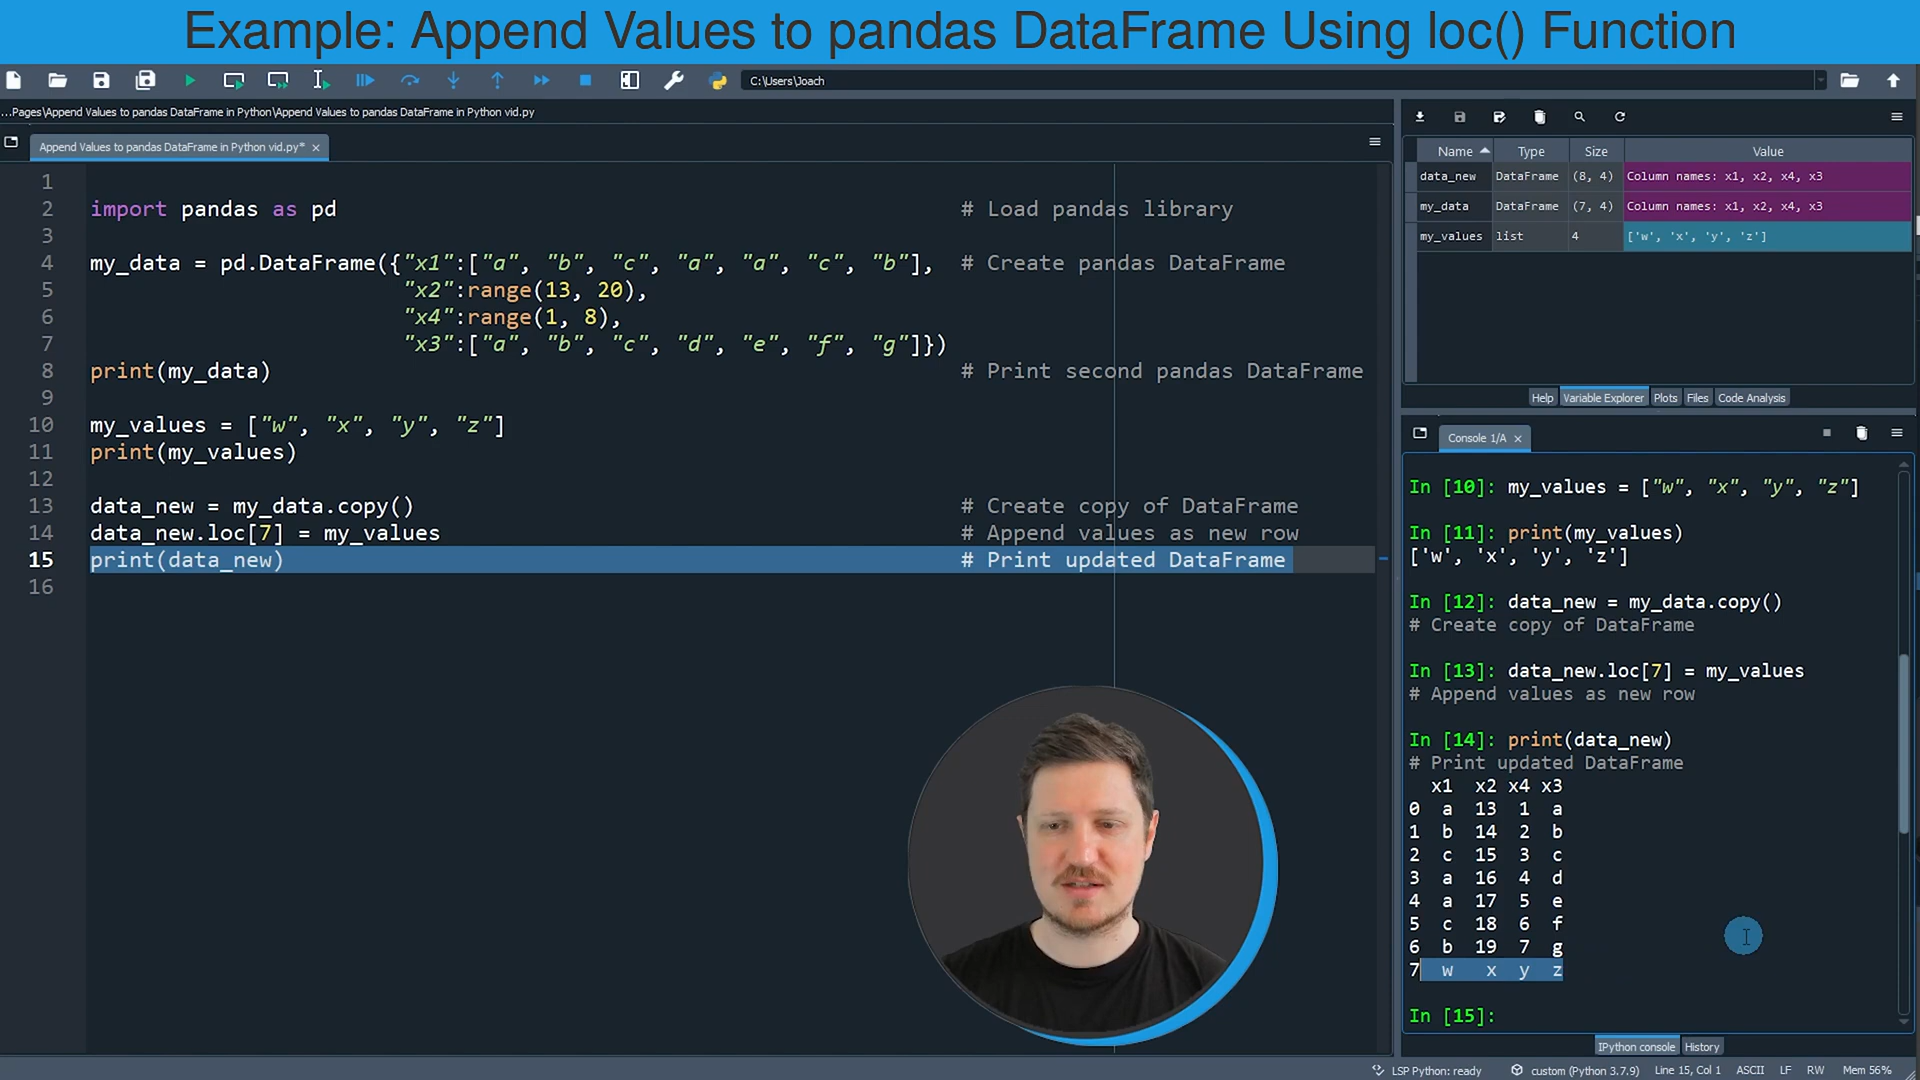 Example: Append Values to pandas DataFrame Using loc() Function
C:\Users\Joach
...Pages\Append Values to pandas DataFrame in Python\Append Values to pandas DataFrame in Python vid.py
Append Values to pandas DataFrame in Python vid.py*
1
2 import pandas as pd # Load pandas library
3
4 my_data = pd.DataFrame({"x1":["a", "b", "c", "a", "a", "c", "b"], # Create pandas DataFrame
5 "x2":range(13, 20),
6 "x4":range(1, 8),
7 "x3":["a", "b", "c", "d", "e", "f", "g"]})
8 print(my_data) # Print second pandas DataFrame
9
10 my_values = ["w", "x", "y", "z"]
11 print(my_values)
12
13 data_new = my_data.copy() # Create copy of DataFrame
14 data_new.loc[7] = my_values # Append values as new row
15 print(data_new) # Print updated DataFrame
16
Name Type Size Value
data_new DataFrame (8, 4) Column names: x1, x2, x4, x3
my_data DataFrame (7, 4) Column names: x1, x2, x4, x3
my_values list 4 ['w', 'x', 'y', 'z']
Help Variable Explorer Plots Files Code Analysis
Console 1/A
In [10]: my_values = ["w", "x", "y", "z"]
In [11]: print(my_values)
['w', 'x', 'y', 'z']
In [12]: data_new = my_data.copy()
# Create copy of DataFrame
In [13]: data_new.loc[7] = my_values
# Append values as new row
In [14]: print(data_new)
# Print updated DataFrame
x1 x2 x4 x3
0 a 13 1 a
1 b 14 2 b
2 c 15 3 c
3 a 16 4 d
4 a 17 5 e
5 c 18 6 f
6 b 19 7 g
7 w x y z
In [15]:
IPython console History
LSP Python: ready custom (Python 3.7.9) Line 15, Col 1 ASCII LF RW Mem 56%